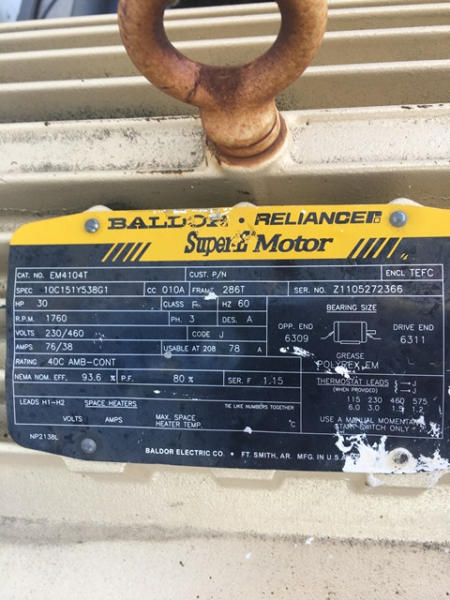 BALDOR • RELIANCER
Super-E Motor
CAT. NO. EM4104T CUST. P/N ENCL TEFC
SPEC 10C151Y538G1 CC 010A FRAME 286T SER. NO. Z1105272366
HP 30 CLASS F HZ 60 BEARING SIZE
R.P.M. 1760 PH. 3 DES. A OPP. END DRIVE END
VOLTS 230/460 CODE J 6309 6311
AMPS 76/38 USABLE AT 208 78 A GREASE
RATING 40C AMB-CONT POLYREX EM
NEMA NOM. EFF. 93.6 % P.F. 80 % SER. F 1.15 THERMOSTAT LEADS J
(WHEN PROVIDED) J
LEADS H1-H2 SPACE HEATERS TIE LIKE NUMBERS TOGETHER 115 230 460 575
6.0 3.0 1.5 1.2
VOLTS AMPS MAX. SPACE HEATER TEMP. °C USE A MANUAL MOMENTARY
START SWITCH ONLY
NP2138L BALDOR ELECTRIC CO. • FT. SMITH, AR. MFG. IN U.S.A.